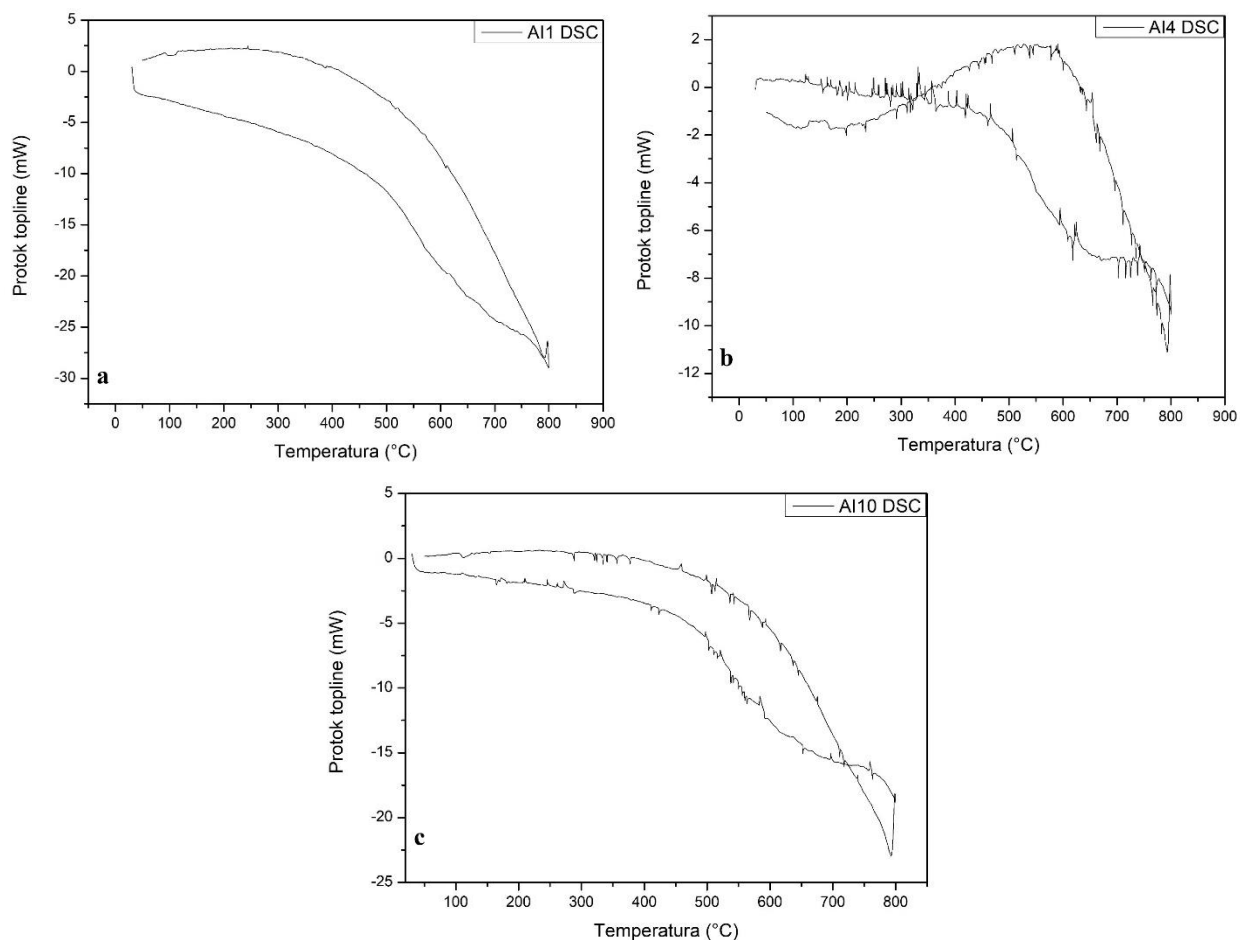 5
0
-5
-10
-15
-20
-25
-30
Protok topline (mW)
AI1 DSC
a
0 100 200 300 400 500 600 700 800 900
Temperatura (°C)
2
0
-2
-4
-6
-8
-10
-12
Protok topline (mW)
AI4 DSC
b
0 100 200 300 400 500 600 700 800 900
Temperatura (°C)
5
0
-5
-10
-15
-20
-25
Protok topline (mW)
AI10 DSC
c
100 200 300 400 500 600 700 800
Temperatura (°C)